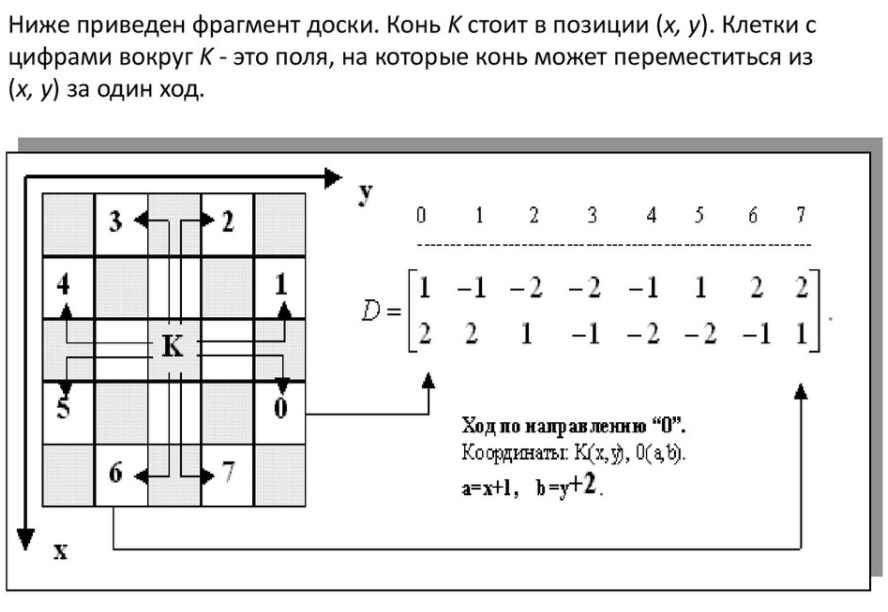 Ниже приведен фрагмент доски. Конь K стоит в позиции (x, y). Клетки с
цифрами вокруг K - это поля, на которые конь может переместиться из
(x, y) за один ход.
y
0 1 2 3 4 5 6 7
3 2
4 1
K
5 0
6 7
x
D = [1 −1 −2 −2 −1 1 2 2
2 2 1 −1 −2 −2 −1 1].
Ход по направлению “0”.
Координаты: K(x,y), 0(a,b).
a=x+1, b=y+2.